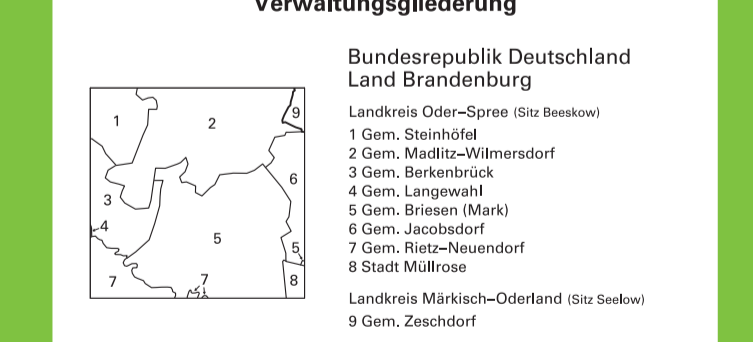 Verwaltungsgliederung
Bundesrepublik Deutschland
Land Brandenburg
Landkreis Oder–Spree (Sitz Beeskow)
1 Gem. Steinhöfel
2 Gem. Madlitz–Wilmersdorf
3 Gem. Berkenbrück
4 Gem. Langewahl
5 Gem. Briesen (Mark)
6 Gem. Jacobsdorf
7 Gem. Rietz–Neuendorf
8 Stadt Müllrose
Landkreis Märkisch–Oderland (Sitz Seelow)
9 Gem. Zeschdorf
1
2
9
3
6
4
5
5
7
7
8